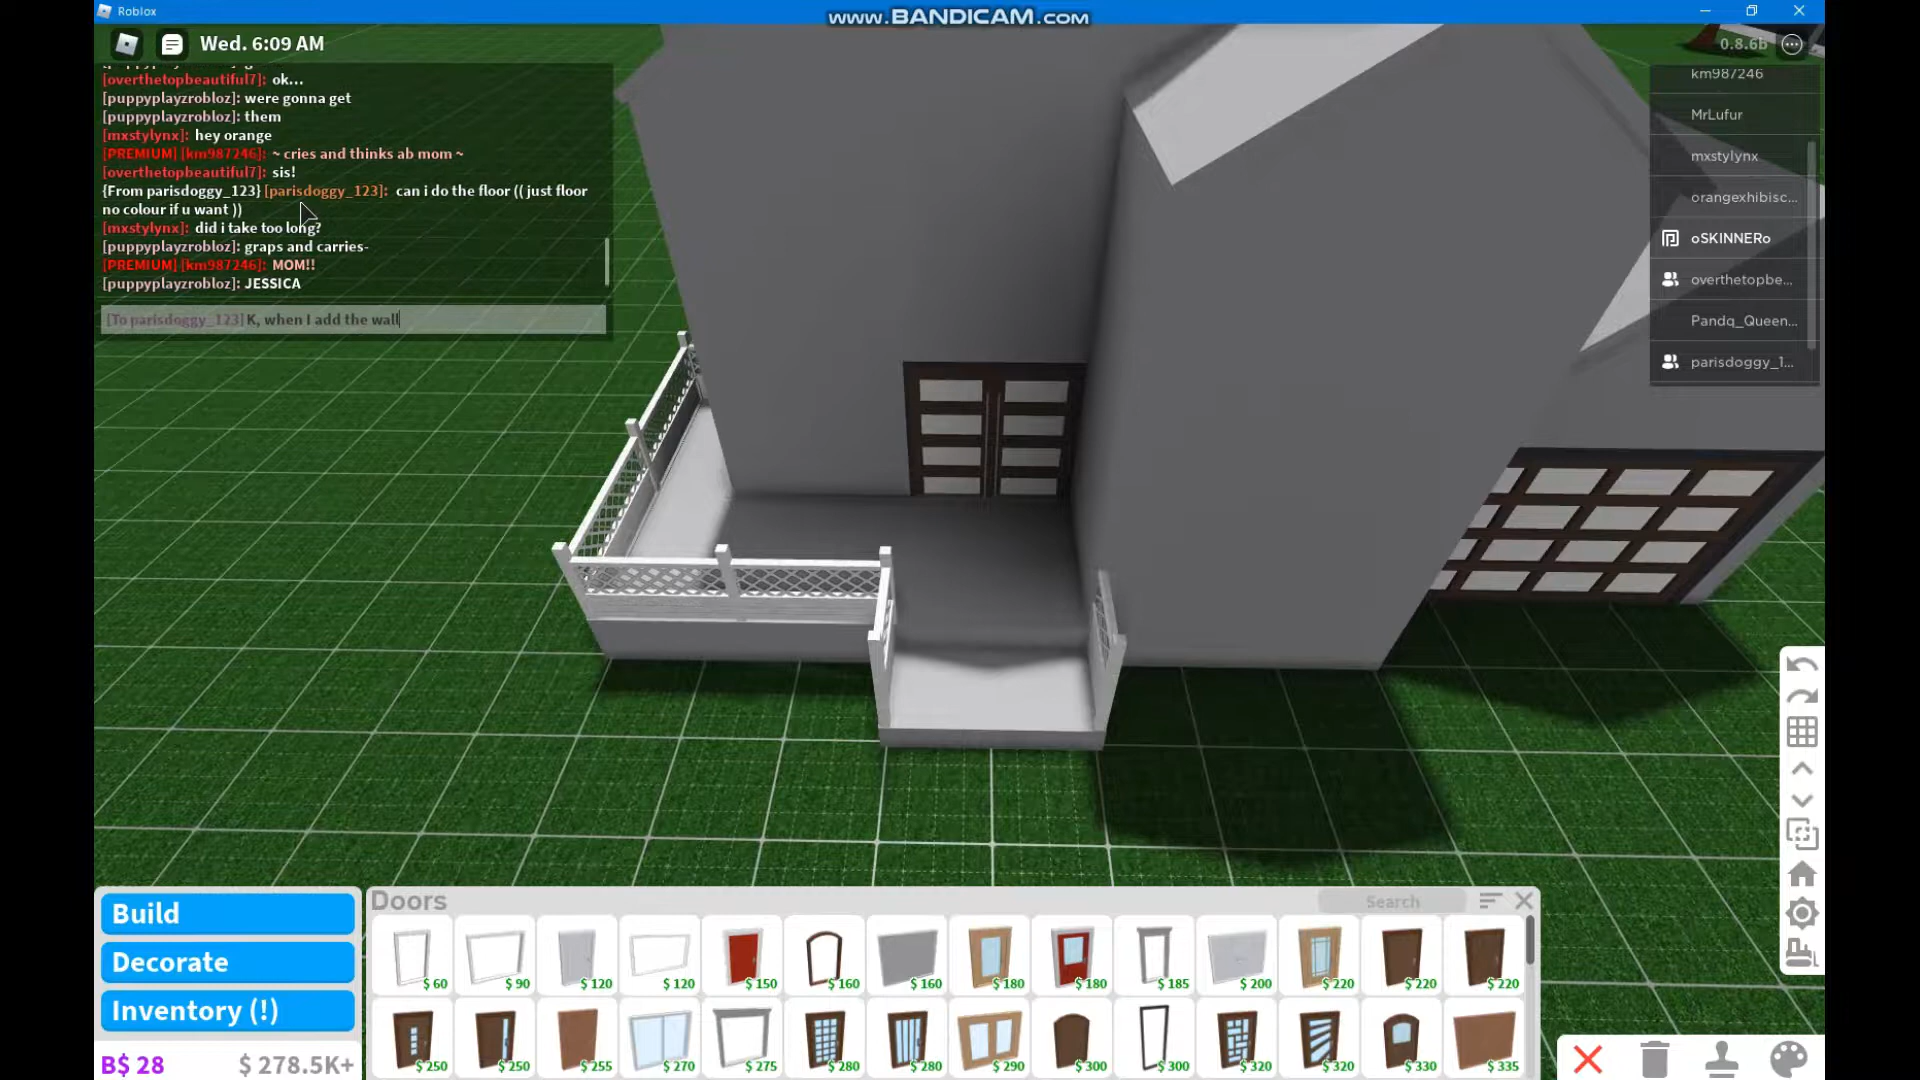 Roblox
www.BANDICAM.com
Wed. 6:09 AM
0.8.6b
[overthetopbeautiful7]: ok...
[puppyplayzrobloz]: were gonna get
[puppyplayzrobloz]: them
[mxstylynx]: hey orange
[PREMIUM] [km987246]: ~ cries and thinks ab mom ~
[overthetopbeautiful7]: sis!
{From parisdoggy_123} [parisdoggy_123]: can i do the floor (( just floor
no colour if u want ))
[mxstylynx]: did i take too long?
[puppyplayzrobloz]: graps and carries-
[PREMIUM] [km987246]: MOM!!
[puppyplayzrobloz]: JESSICA
[To parisdoggy_123] K, when I add the wall
km987246
MrLufur
mxstylynx
orangexhibisc...
oSKINNERo
overthetopbe...
Pandq_Queen...
parisdoggy_1...
Build
Decorate
Inventory (!)
B$ 28 $ 278.5K+
Doors Search
$ 60 $ 90 $ 120 $ 120 $ 150 $ 160 $ 160 $ 180 $ 180 $ 185 $ 200 $ 220 $ 220 $ 220
$ 250 $ 250 $ 255 $ 270 $ 275 $ 280 $ 280 $ 290 $ 300 $ 300 $ 320 $ 320 $ 330 $ 335